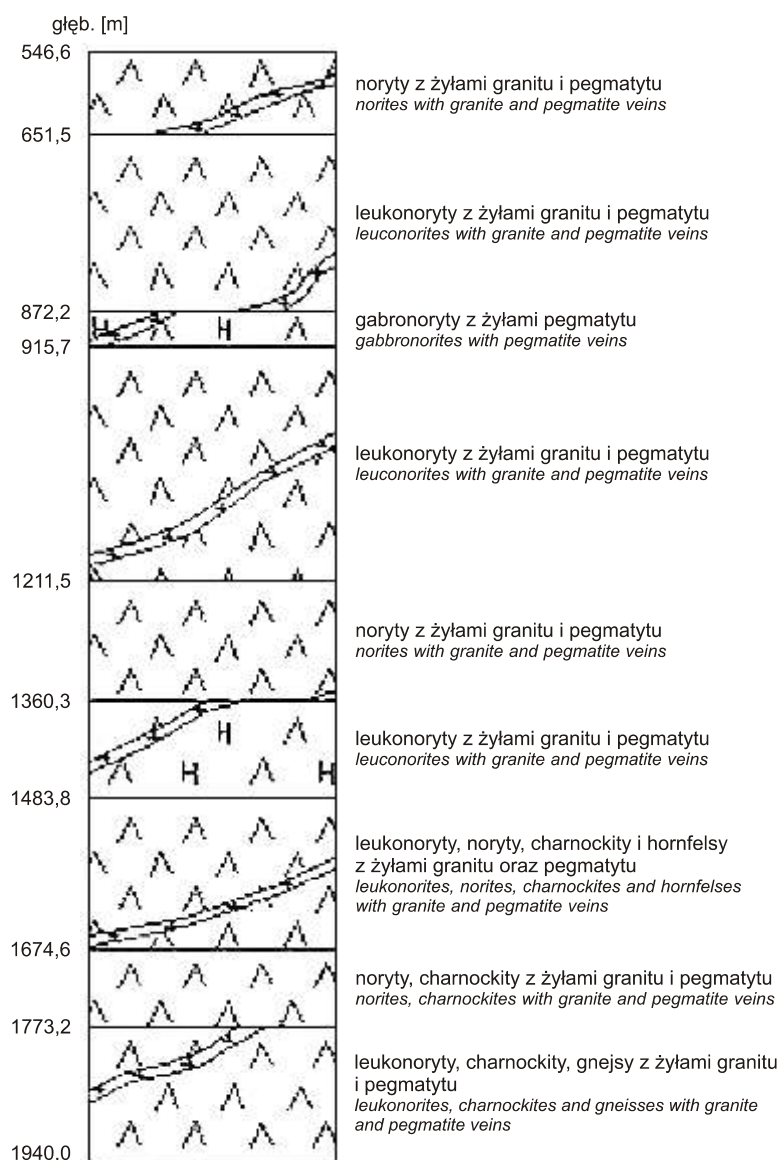 głęb. [m]
546,6
noryty z żyłami granitu i pegmatytu
norites with granite and pegmatite veins
651,5
leukonoryty z żyłami granitu i pegmatytu
leuconorites with granite and pegmatite veins
872,2
gabronoryty z żyłami pegmatytu
gabbronorites with pegmatite veins
915,7
leukonoryty z żyłami granitu i pegmatytu
leuconorites with granite and pegmatite veins
1211,5
noryty z żyłami granitu i pegmatytu
norites with granite and pegmatite veins
1360,3
leukonoryty z żyłami granitu i pegmatytu
leuconorites with granite and pegmatite veins
1483,8
leukonoryty, noryty, charnockity i hornfelsy
z żyłami granitu oraz pegmatytu
leukonorites, norites, charnockites and hornfelses
with granite and pegmatite veins
1674,6
noryty, charnockity z żyłami granitu i pegmatytu
norites, charnockites with granite and pegmatite veins
1773,2
leukonoryty, charnockity, gnejsy z żyłami granitu
i pegmatytu
leukonorites, charnockites and gneisses with granite
and pegmatite veins
1940,0